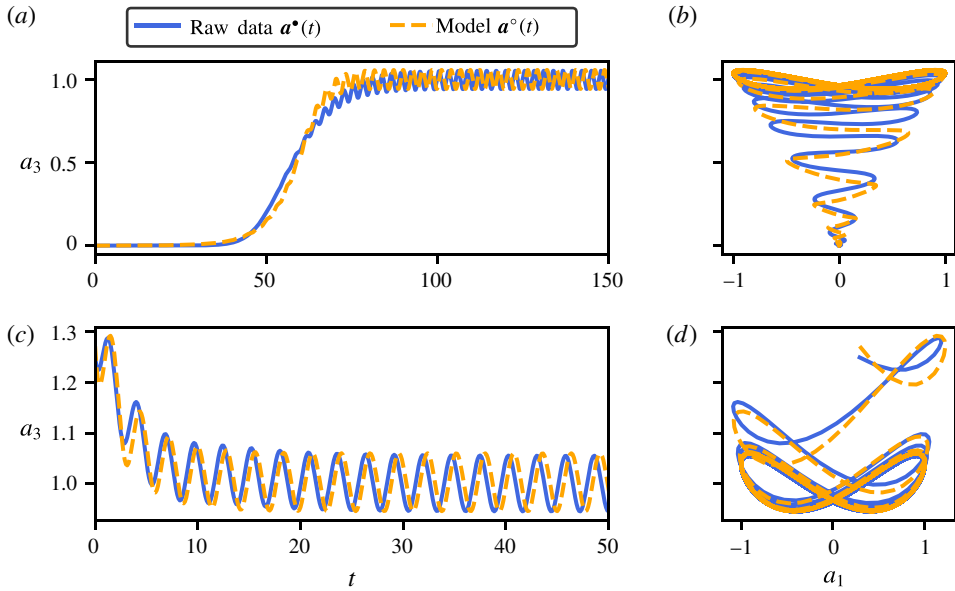 (a) Raw data a•(t) Model a°(t) (b)
1.0
a3 0.5
0
0 50 100 150 –1 0 1
(c) 1.3 (d)
1.2
a3 1.1
1.0
0 10 20 30 40 50 –1 0 1
t a1